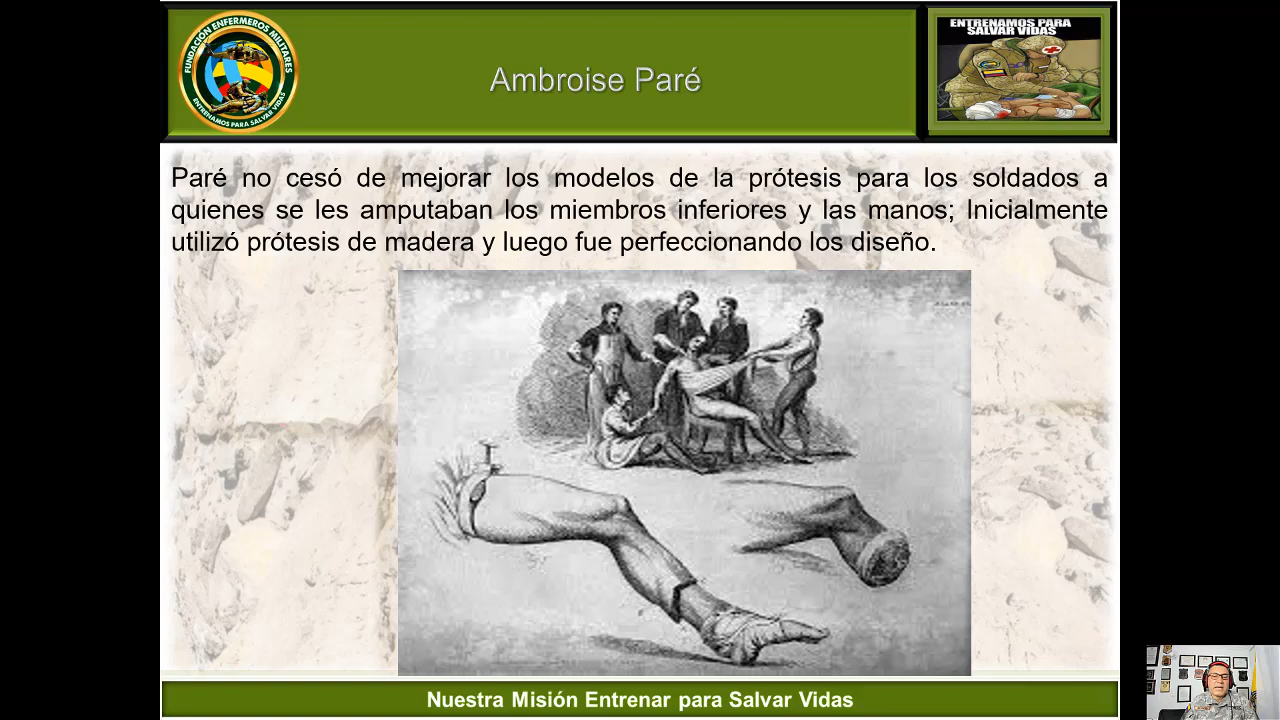 FUNDACIÓN ENFERMEROS MILITARES
ENTRENAMOS PARA SALVAR VIDAS
Ambroise Paré
ENTRENAMOS PARA
SALVAR VIDAS
Paré no cesó de mejorar los modelos de la prótesis para los soldados a
quienes se les amputaban los miembros inferiores y las manos; Inicialmente
utilizó prótesis de madera y luego fue perfeccionando los diseño.
Nuestra Misión Entrenar para Salvar Vidas